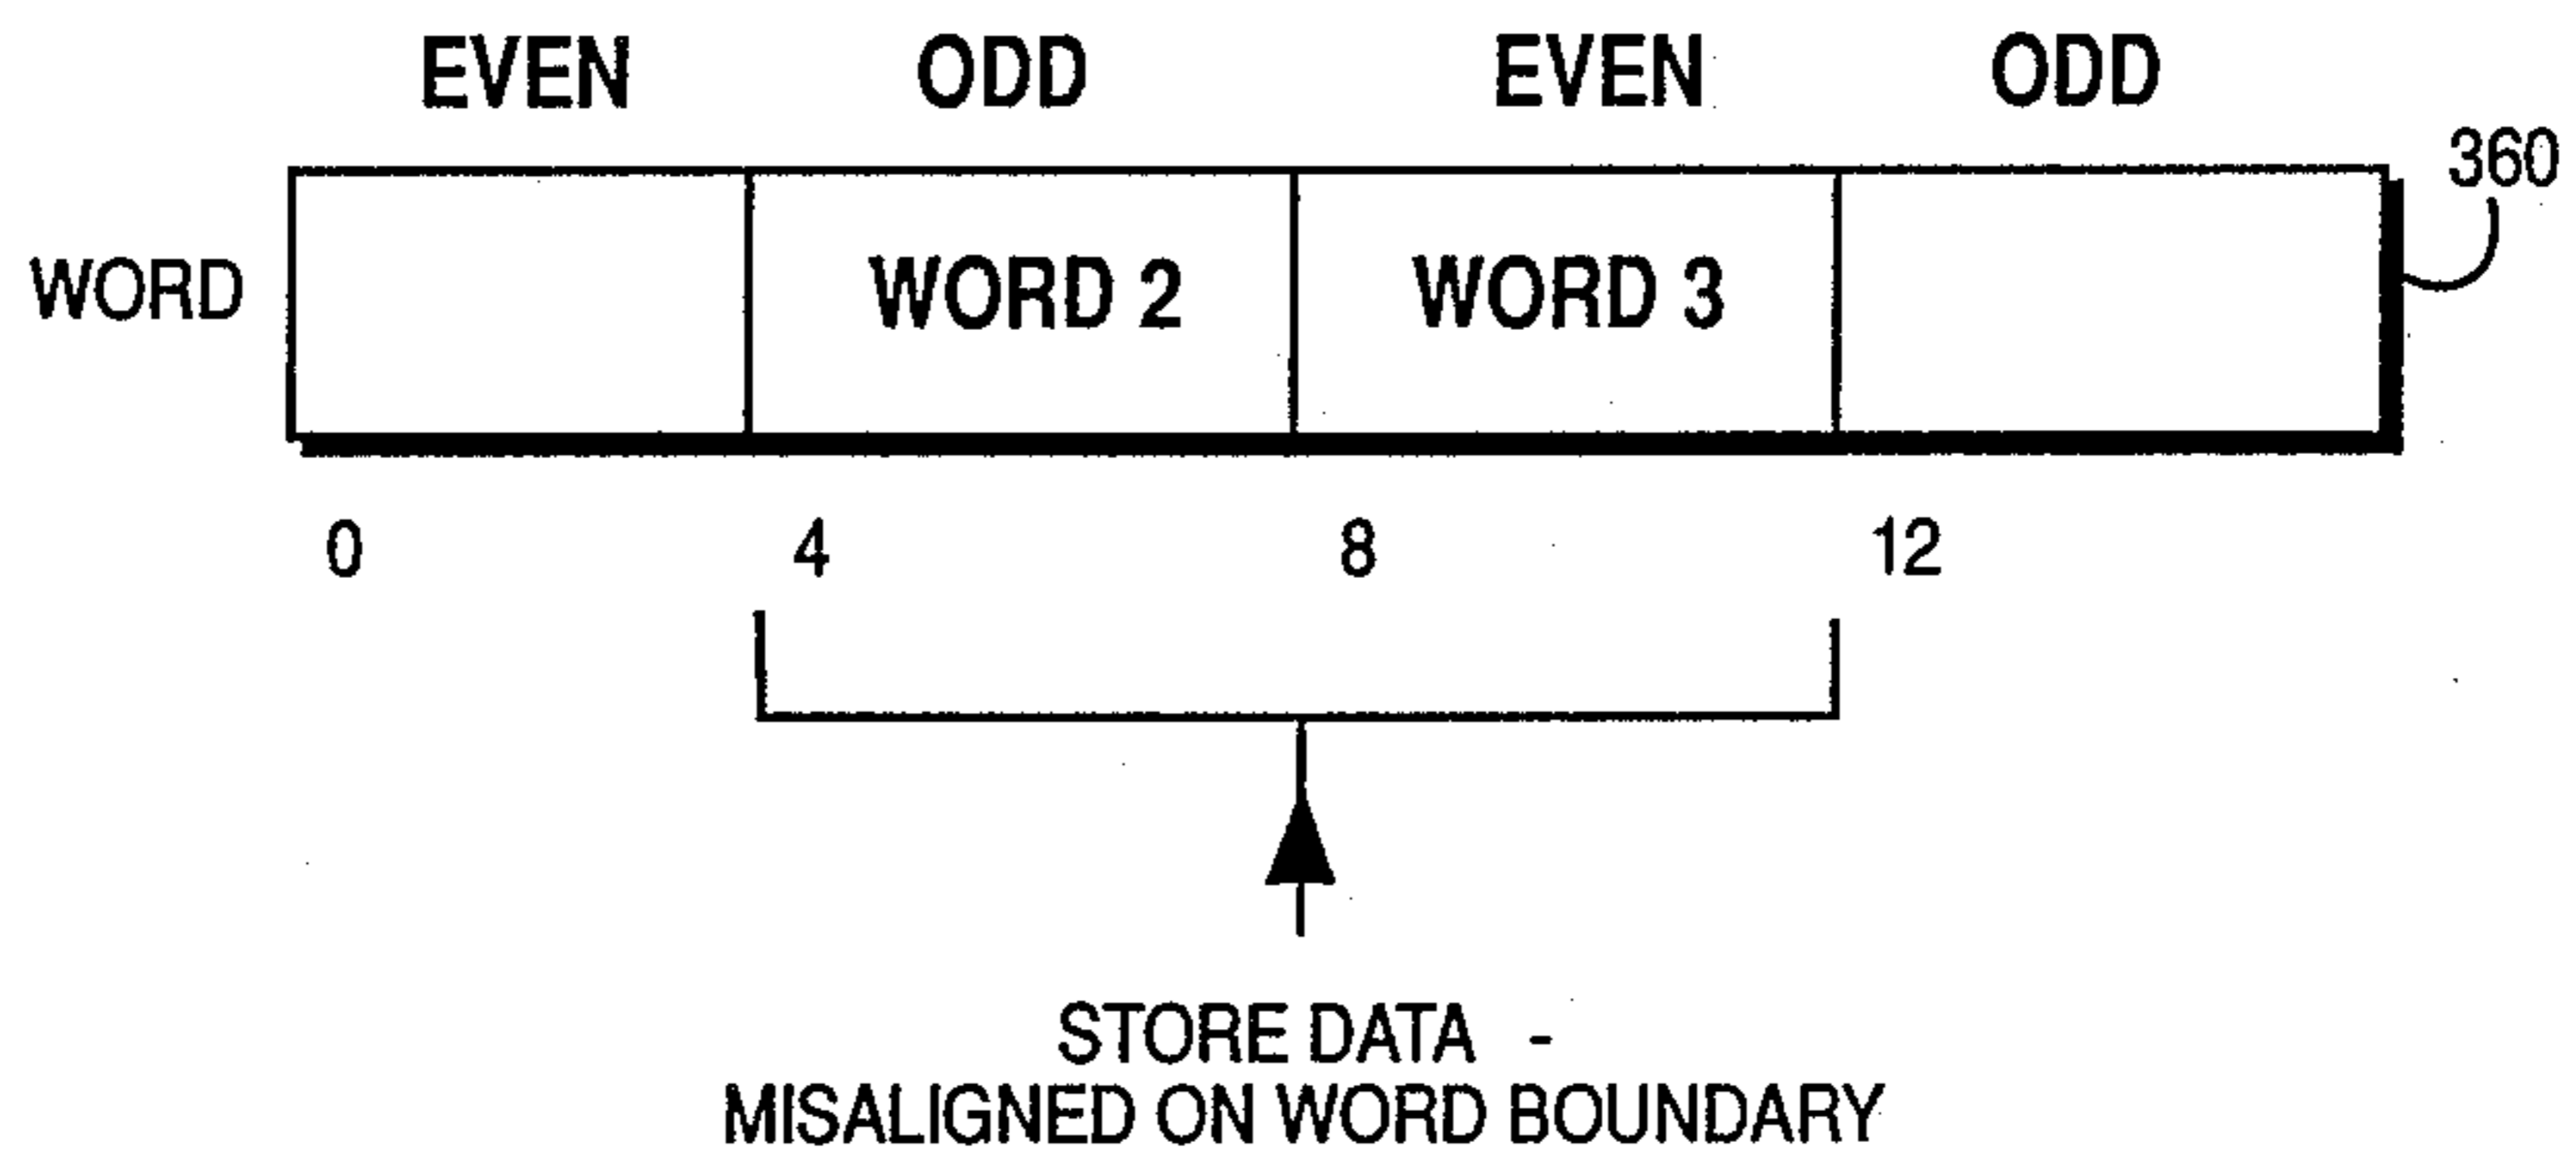 EVEN ODD EVEN ODD
360
WORD WORD 2 WORD 3
0 4 8 12
STORE DATA -
MISALIGNED ON WORD BOUNDARY